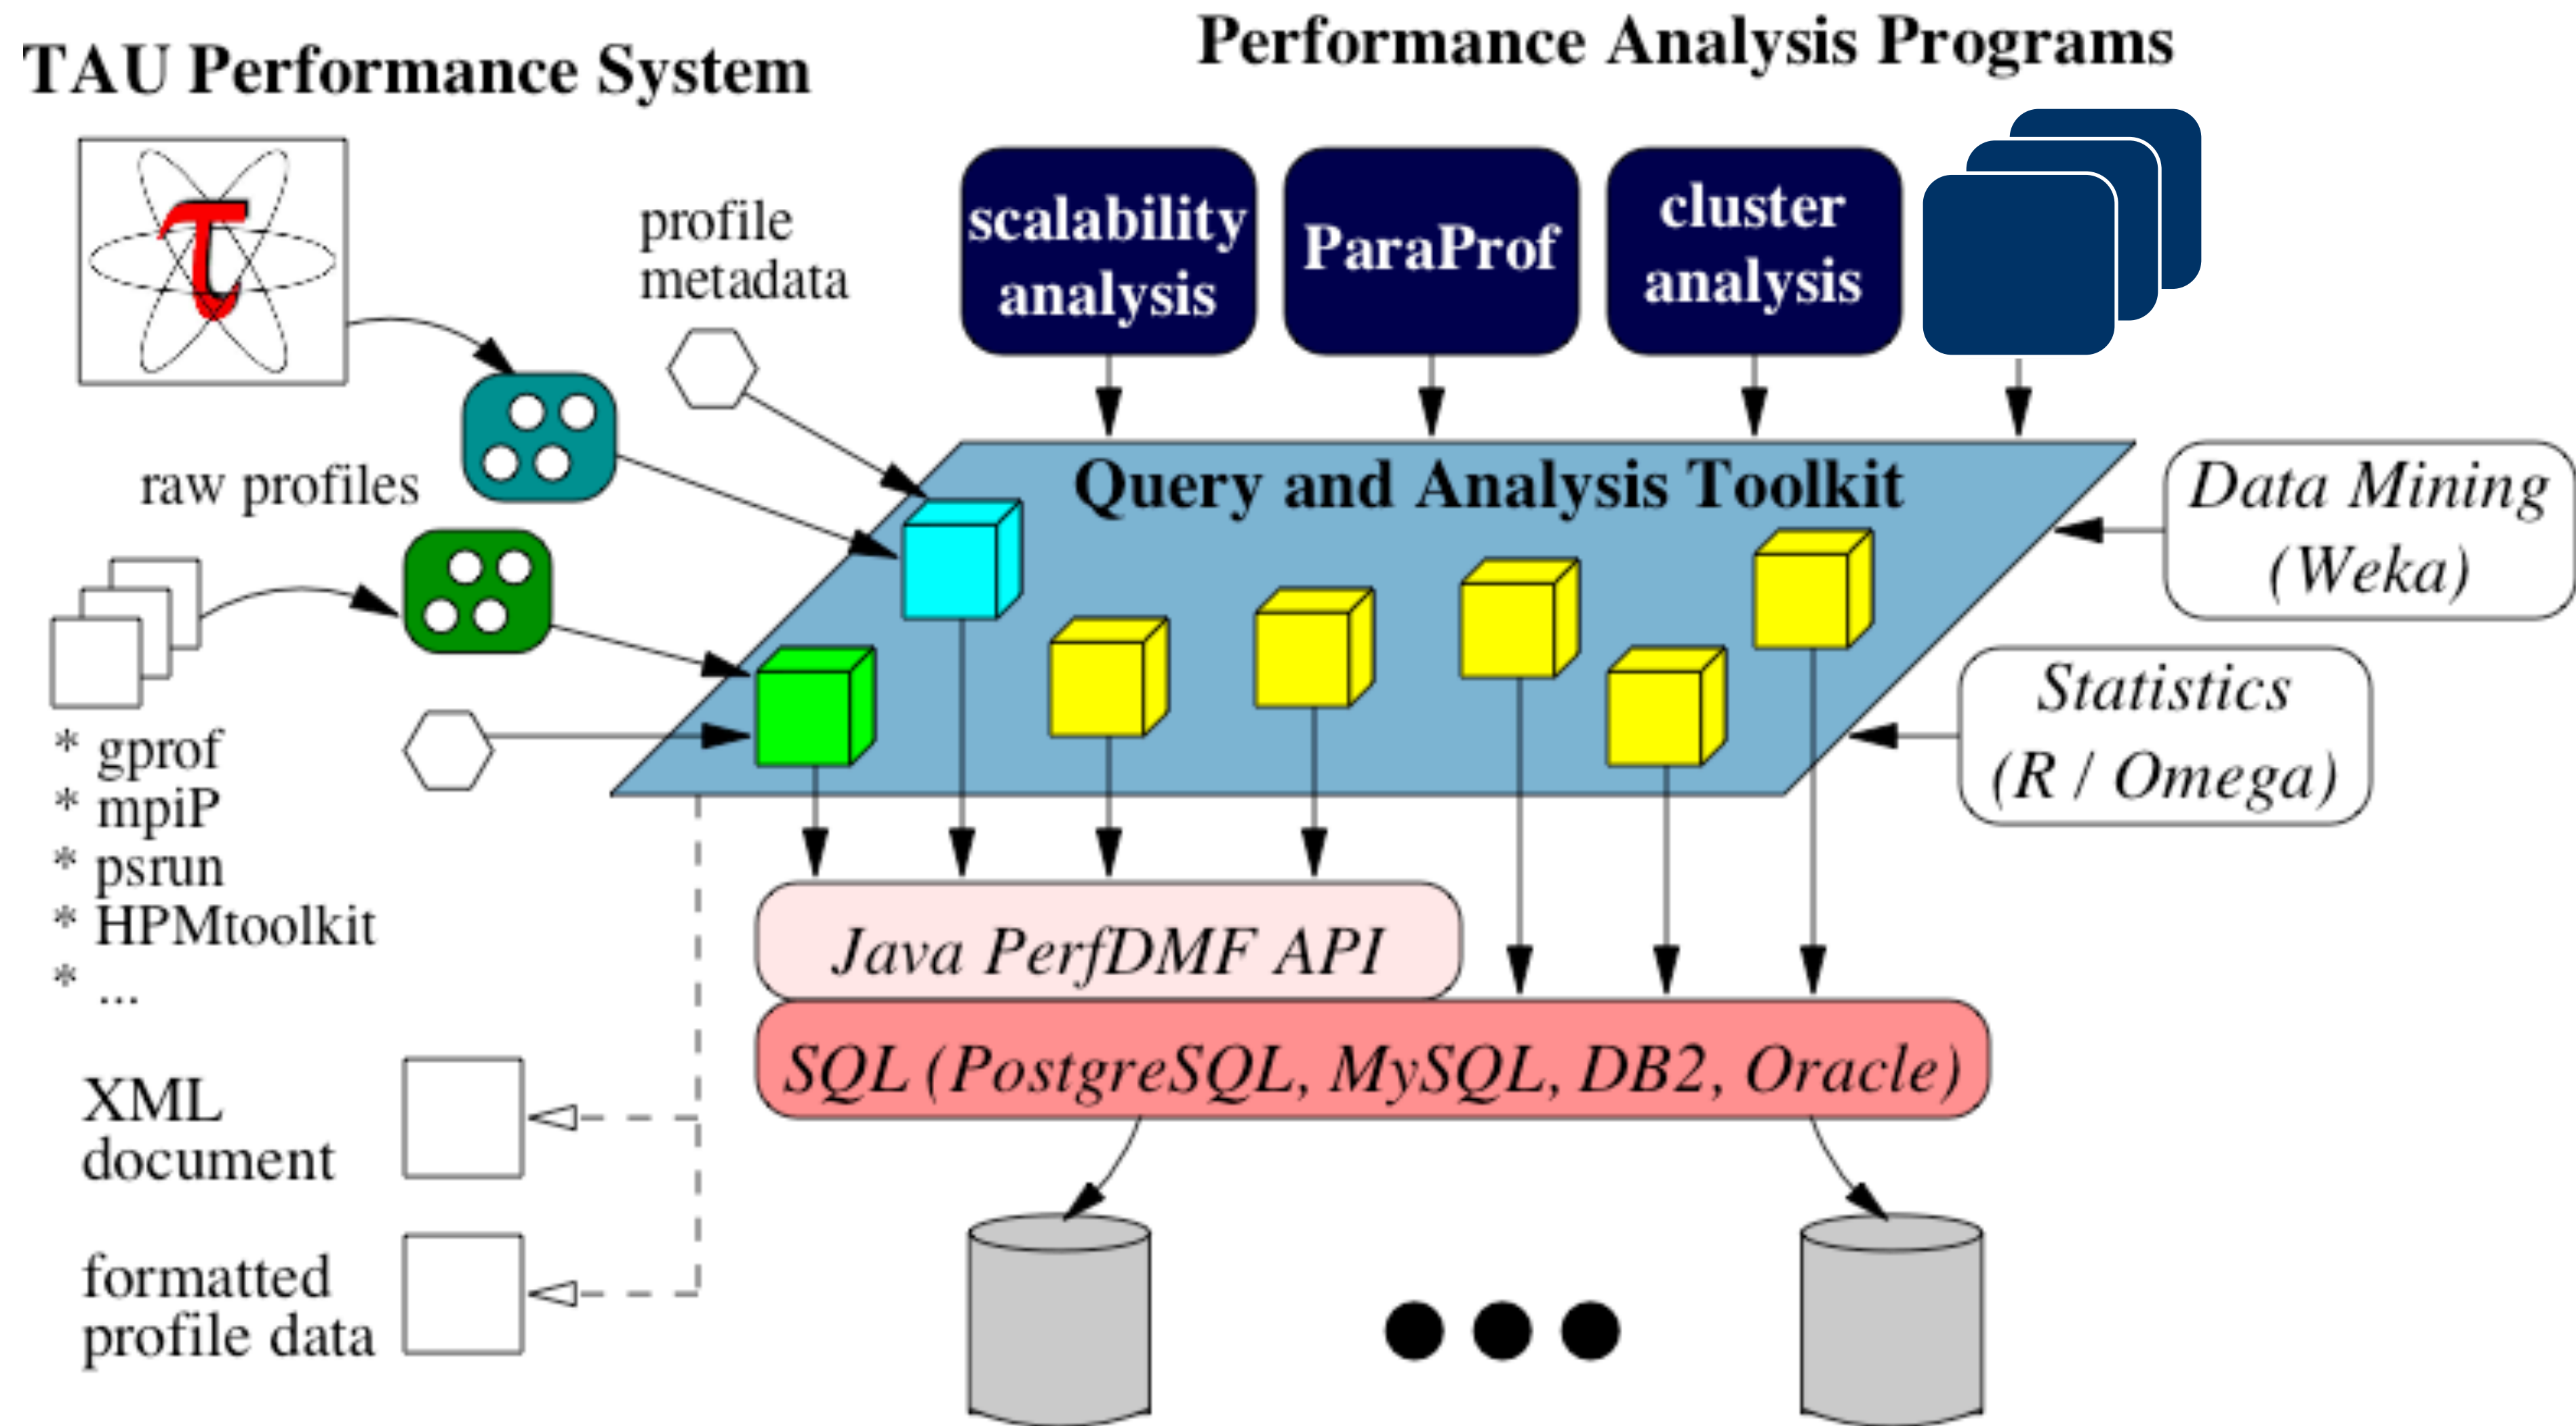 TAU Performance System
Performance Analysis Programs
profile
metadata
scalability
analysis
ParaProf
cluster
analysis
raw profiles
Query and Analysis Toolkit
Data Mining
(Weka)
Statistics
(R / Omega)
* gprof
* mpiP
* psrun
* HPMtoolkit
* ...
Java PerfDMF API
SQL (PostgreSQL, MySQL, DB2, Oracle)
XML
document
formatted
profile data